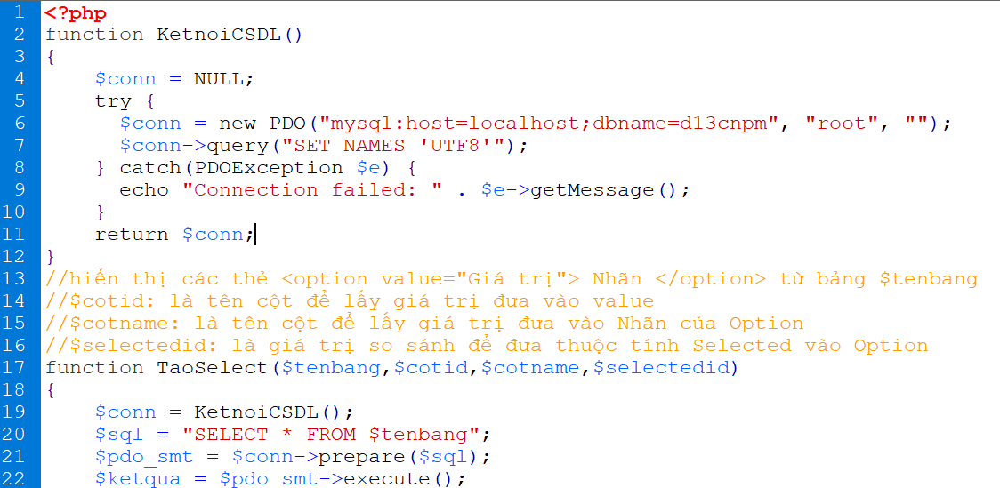 1 <?php
2 function KetnoiCSDL()
3 {
4 $conn = NULL;
5 try {
6 $conn = new PDO("mysql:host=localhost;dbname=d13cnpm", "root", "");
7 $conn->query("SET NAMES 'UTF8'");
8 } catch(PDOException $e) {
9 echo "Connection failed: " . $e->getMessage();
10 }
11 return $conn;
12 }
13 //hiển thị các thẻ <option value="Giá trị"> Nhãn </option> từ bảng $tenbang
14 //$cotid: là tên cột để lấy giá trị đưa vào value
15 //$cotname: là tên cột để lấy giá trị đưa vào Nhãn của Option
16 //$selectedid: là giá trị so sánh để đưa thuộc tính Selected vào Option
17 function TaoSelect($tenbang,$cotid,$cotname,$selectedid)
18 {
19 $conn = KetnoiCSDL();
20 $sql = "SELECT * FROM $tenbang";
21 $pdo_smt = $conn->prepare($sql);
22 $ketqua = $pdo_smt->execute();